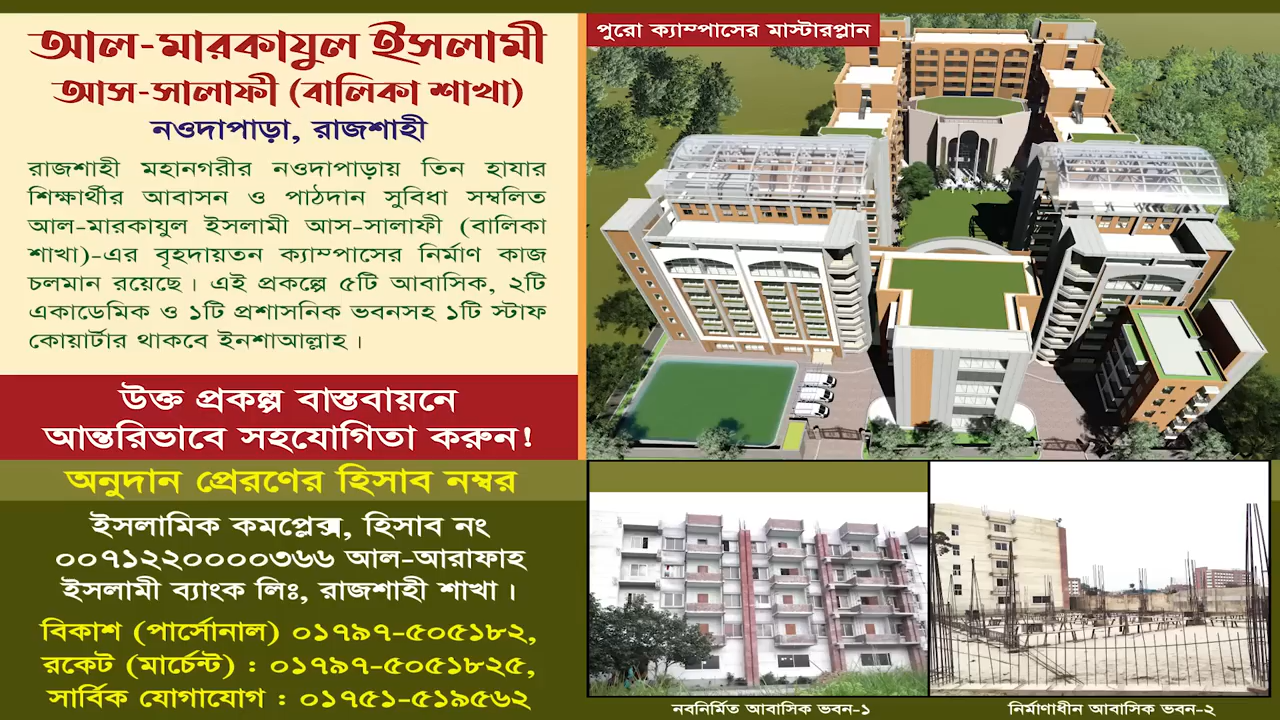 আল-মারকাযুল ইসলামী
আস-সালাফী (বালিকা শাখা)
নওদাপাড়া, রাজশাহী
রাজশাহী মহানগরীর নওদাপাড়ায় তিন হাযার
শিক্ষার্থীর আবাসন ও পাঠদান সুবিধা সম্বলিত
আল-মারকাযুল ইসলামী আস-সালাফী (বালিকা
শাখা)-এর বৃহদায়তন ক্যাম্পাসের নির্মাণ কাজ
চলমান রয়েছে। এই প্রকল্পে ৫টি আবাসিক, ২টি
একাডেমিক ও ১টি প্রশাসনিক ভবনসহ ১টি স্টাফ
কোয়ার্টার থাকবে ইনশাআল্লাহ।
উক্ত প্রকল্প বাস্তবায়নে
আন্তরিভাবে সহযোগিতা করুন!
অনুদান প্রেরণের হিসাব নম্বর
ইসলামিক কমপ্লেক্স, হিসাব নং
০০৭১২২০০০০৩৬৬ আল-আরাফাহ
ইসলামী ব্যাংক লিঃ, রাজশাহী শাখা।
বিকাশ (পার্সোনাল) ০১৭৯৭-৫০৫১৮২,
রকেট (মার্চেন্ট) : ০১৭৯৭-৫০৫১৮২৫,
সার্বিক যোগাযোগ : ০১৭৫১-৫১৯৫৬২
পুরো ক্যাম্পাসের মাস্টারপ্লান
নবনির্মিত আবাসিক ভবন-১
নির্মাণাধীন আবাসিক ভবন-২